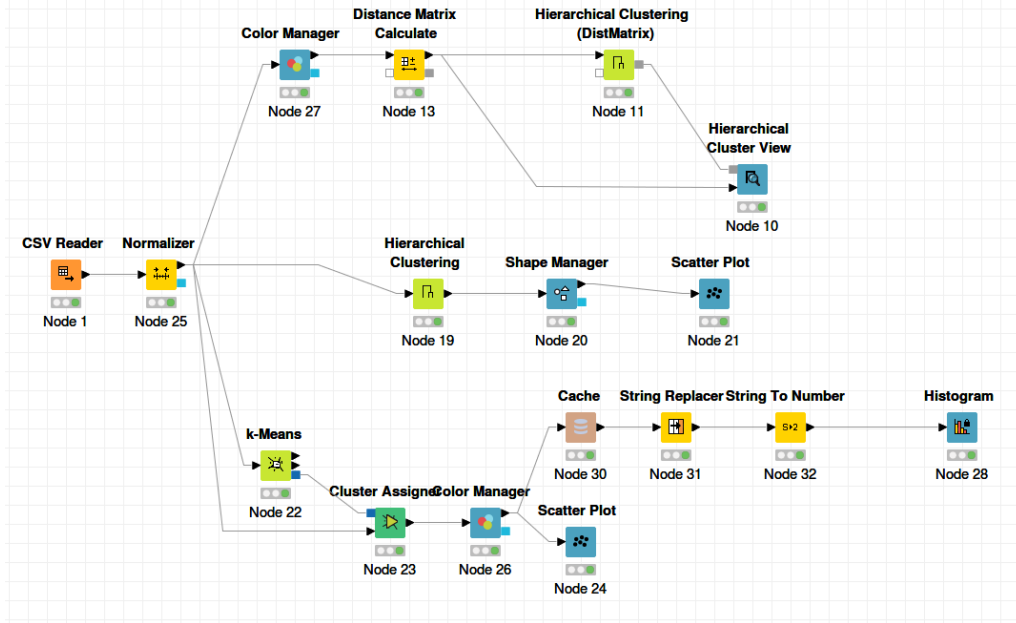 Distance Matrix
Calculate
Hierarchical Clustering
(DistMatrix)
Color Manager
Node 27
Node 13
Node 11
Hierarchical
Cluster View
Node 10
CSV Reader
Normalizer
Node 1
Node 25
Hierarchical
Clustering
Shape Manager
Scatter Plot
Node 19
Node 20
Node 21
Cache
String Replacer
String To Number
Histogram
S▸2
Node 30
Node 31
Node 32
Node 28
k-Means
Node 22
Cluster Assigner
Color Manager
Scatter Plot
Node 23
Node 26
Node 24